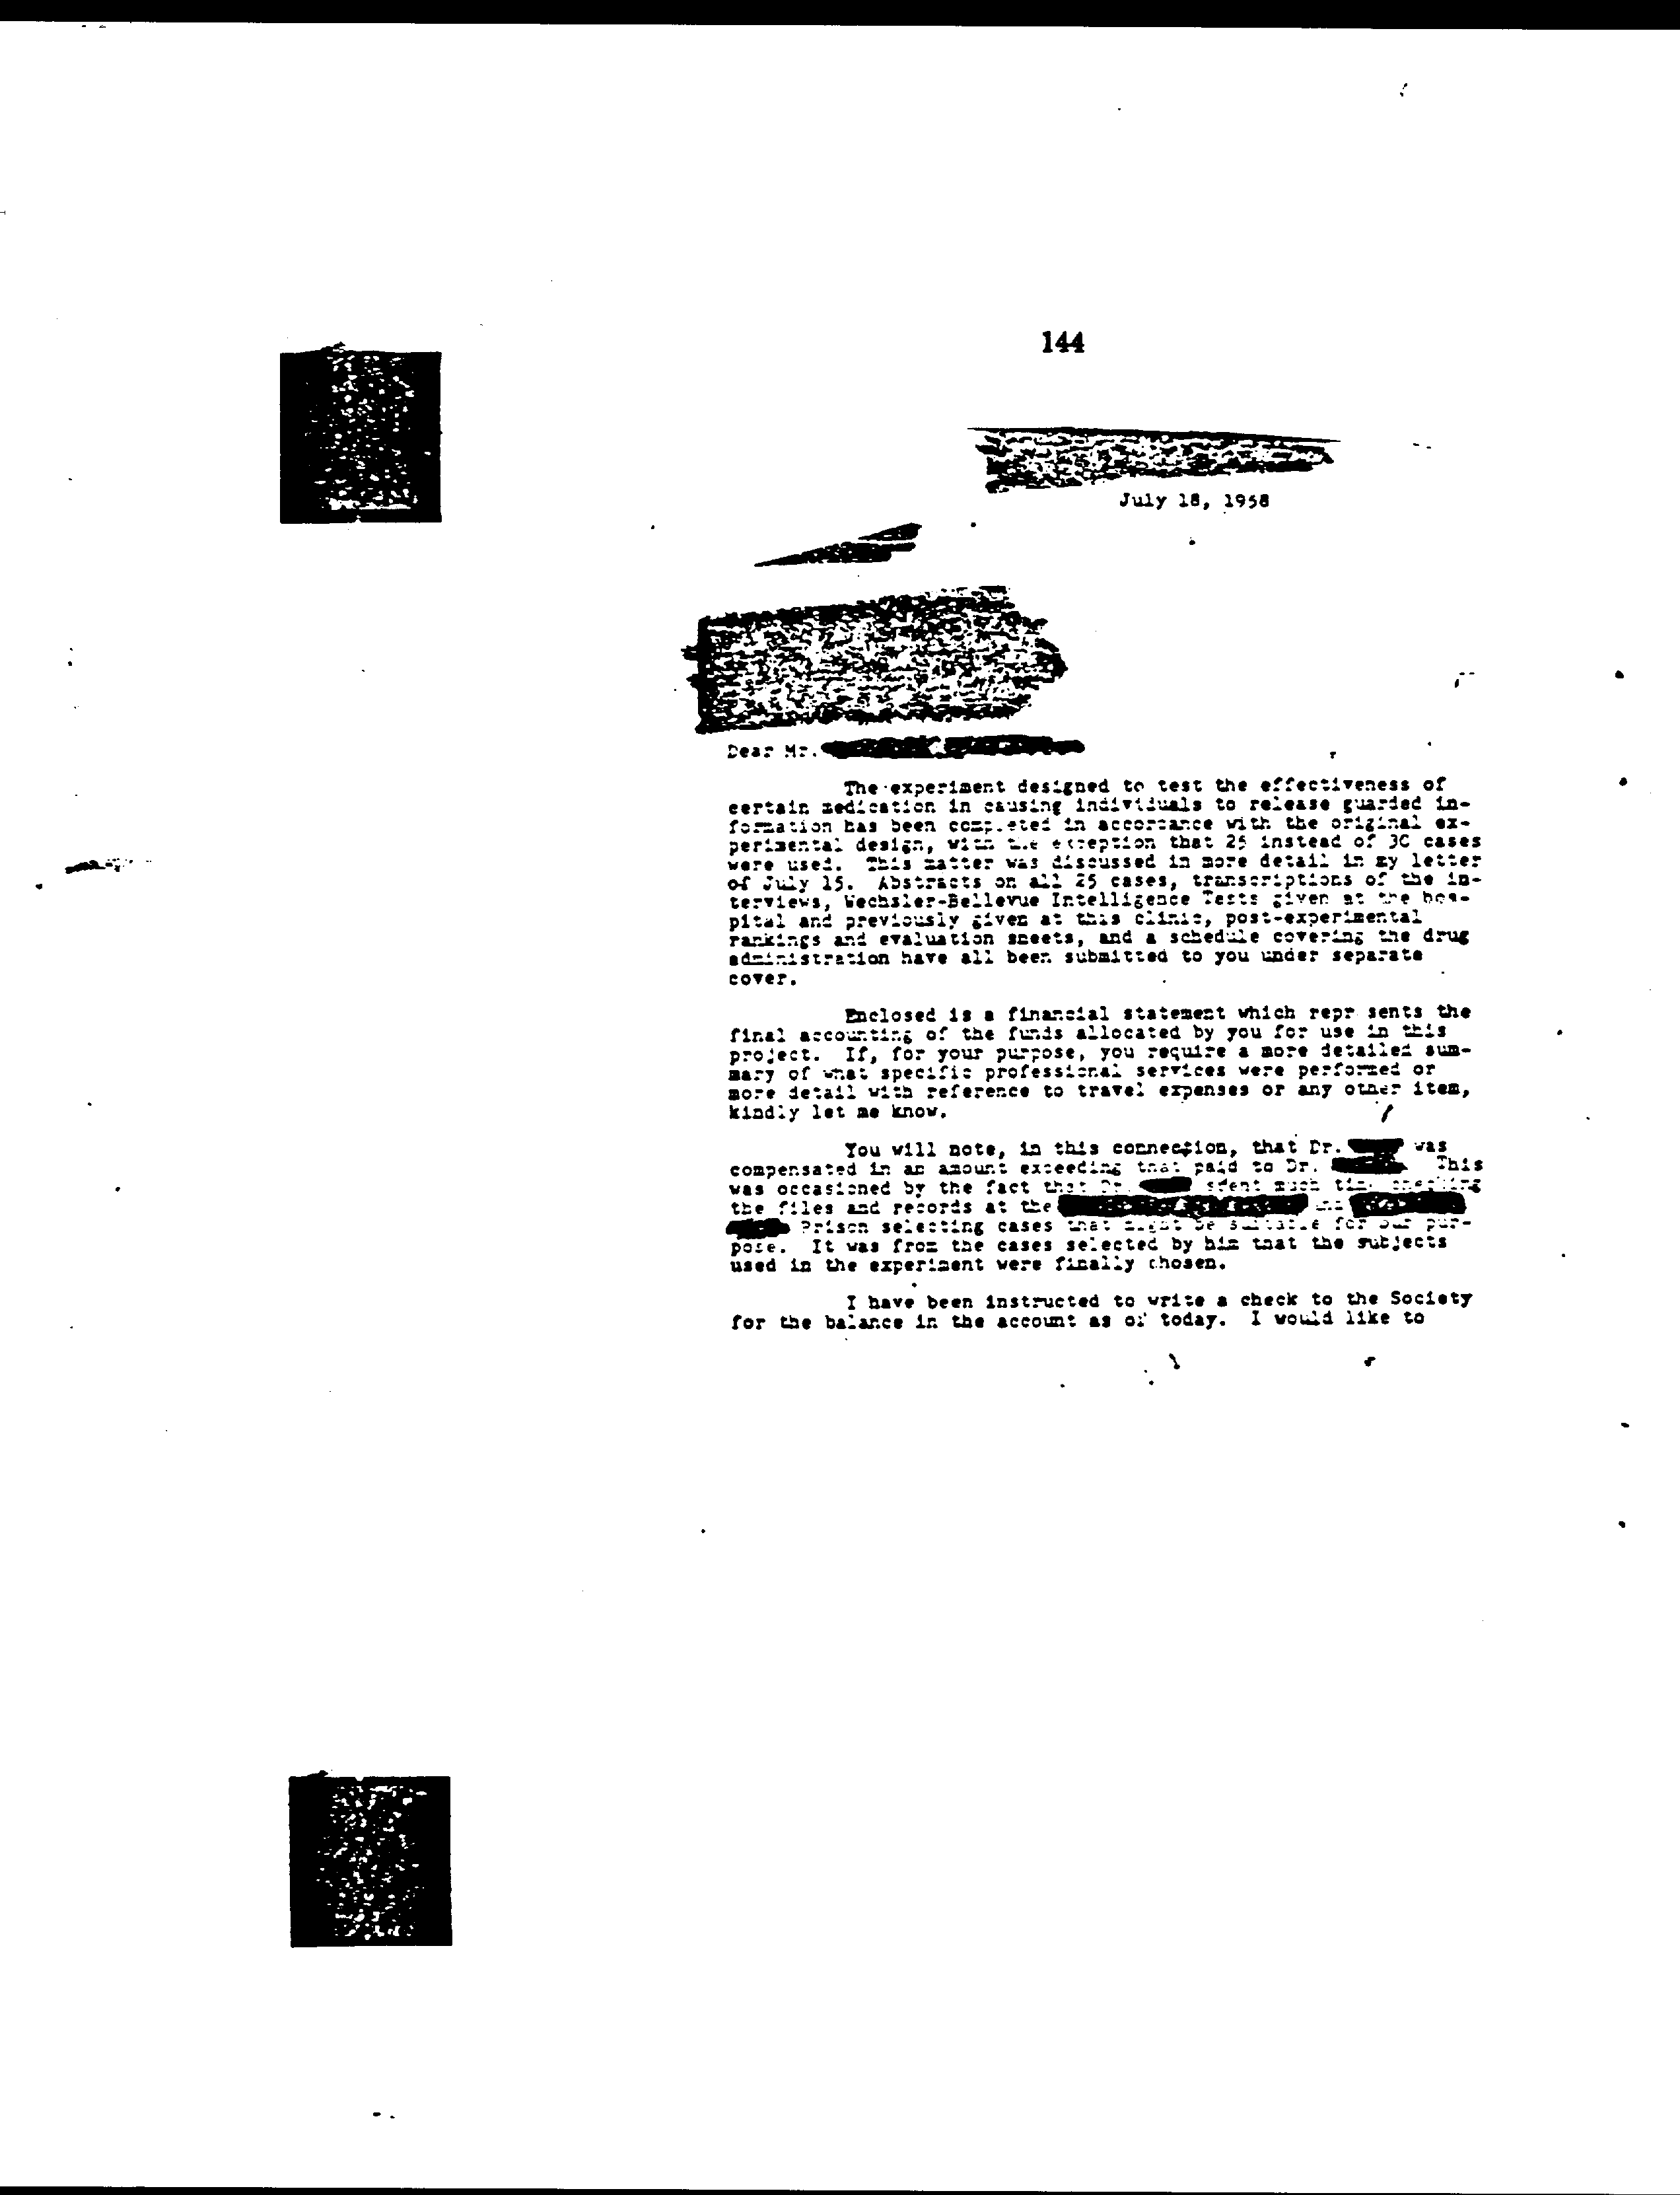 144
July 18, 1958
Dear Mr.
The experiment designed to test the effectiveness of
certain medication in causing individuals to release guarded in-
formation has been completed in accordance with the original ex-
perimental design, with the exception that 25 instead of 30 cases
were used. This matter was discussed in more detail in my letter
of July 15. Abstracts on all 25 cases, transcriptions of the in-
terviews, Wechsler-Bellevue Intelligence Tests given at the hos-
pital and previously given at this clinic, post-experimental
rankings and evaluation sheets, and a schedule covering the drug
administration have all been submitted to you under separate
cover.
Enclosed is a financial statement which repr sents the
final accounting of the funds allocated by you for use in this
project. If, for your purpose, you require a more detailed sum-
mary of what specific professional services were performed or
more detail with reference to travel expenses or any other item,
kindly let me know.
You will note, in this connection, that Dr. was
compensated in an amount exceeding that paid to Dr. This
was occasioned by the fact that Dr. spent much time checking
the files and records at the and
Prison selecting cases that might be suitable for our pur-
pose. It was from the cases selected by him that the subjects
used in the experiment were finally chosen.
I have been instructed to write a check to the Society
for the balance in the account as of today. I would like to